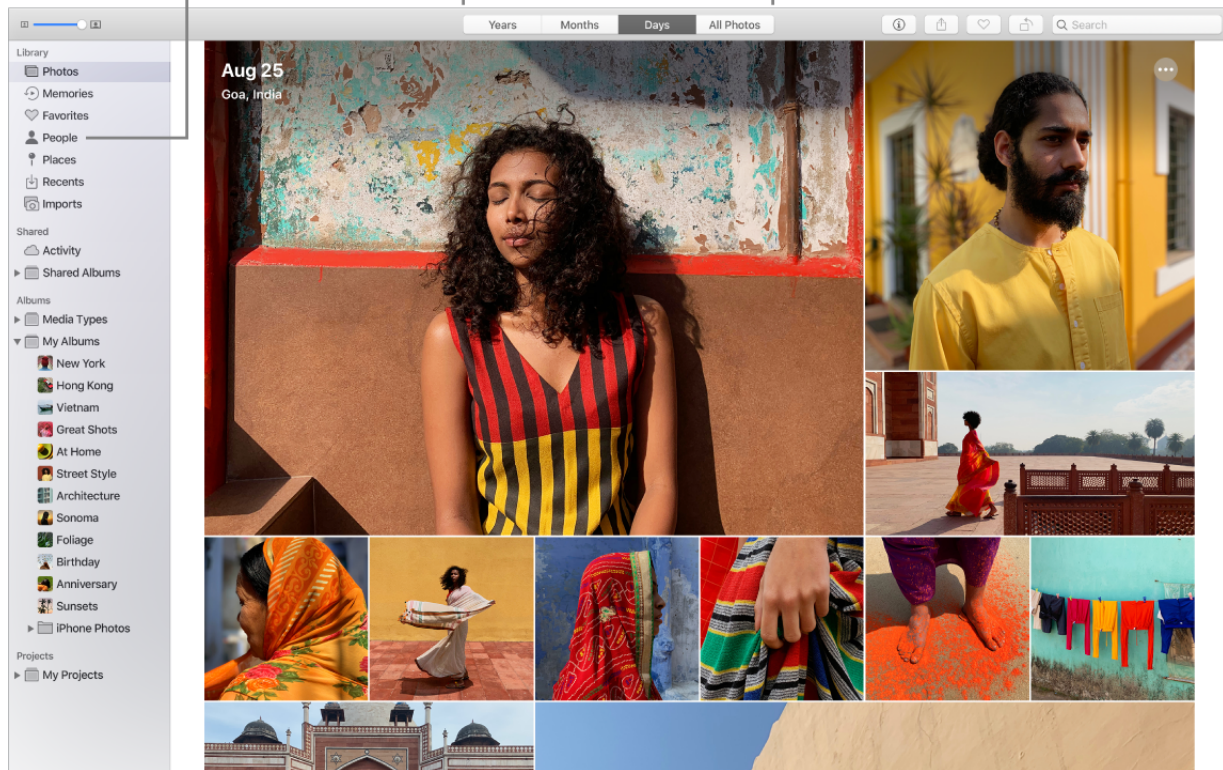 Years Months Days All Photos
Search
Library
Photos
Memories
Favorites
People
Places
Recents
Imports
Shared
Activity
Shared Albums
Albums
Media Types
My Albums
New York
Hong Kong
Vietnam
Great Shots
At Home
Street Style
Architecture
Sonoma
Foliage
Birthday
Anniversary
Sunsets
iPhone Photos
Projects
My Projects
Aug 25
Goa, India